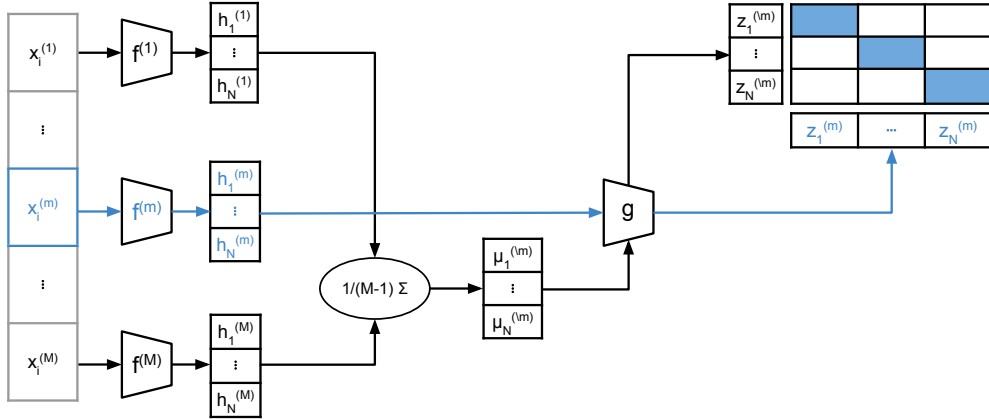 x_i^(1)
⋮
x_i^(m)
⋮
x_i^(M)
f^(1)
f^(m)
f^(M)
h_1^(1)
⋮
h_N^(1)
h_1^(m)
⋮
h_N^(m)
h_1^(M)
⋮
h_N^(M)
1/(M-1) Σ
μ_1^(\m)
⋮
μ_N^(\m)
g
z_1^(\m)
⋮
z_N^(\m)
z_1^(m) ... z_N^(m)